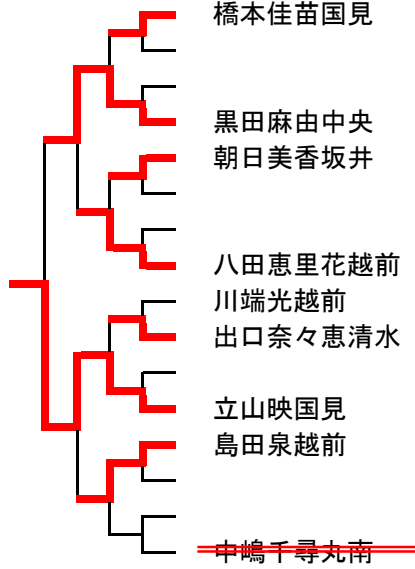 橋本佳苗国見
黒田麻由中央
朝日美香坂井
八田恵里花越前
川端光越前
出口奈々恵清水
立山映国見
島田泉越前
中嶋千尋丸南